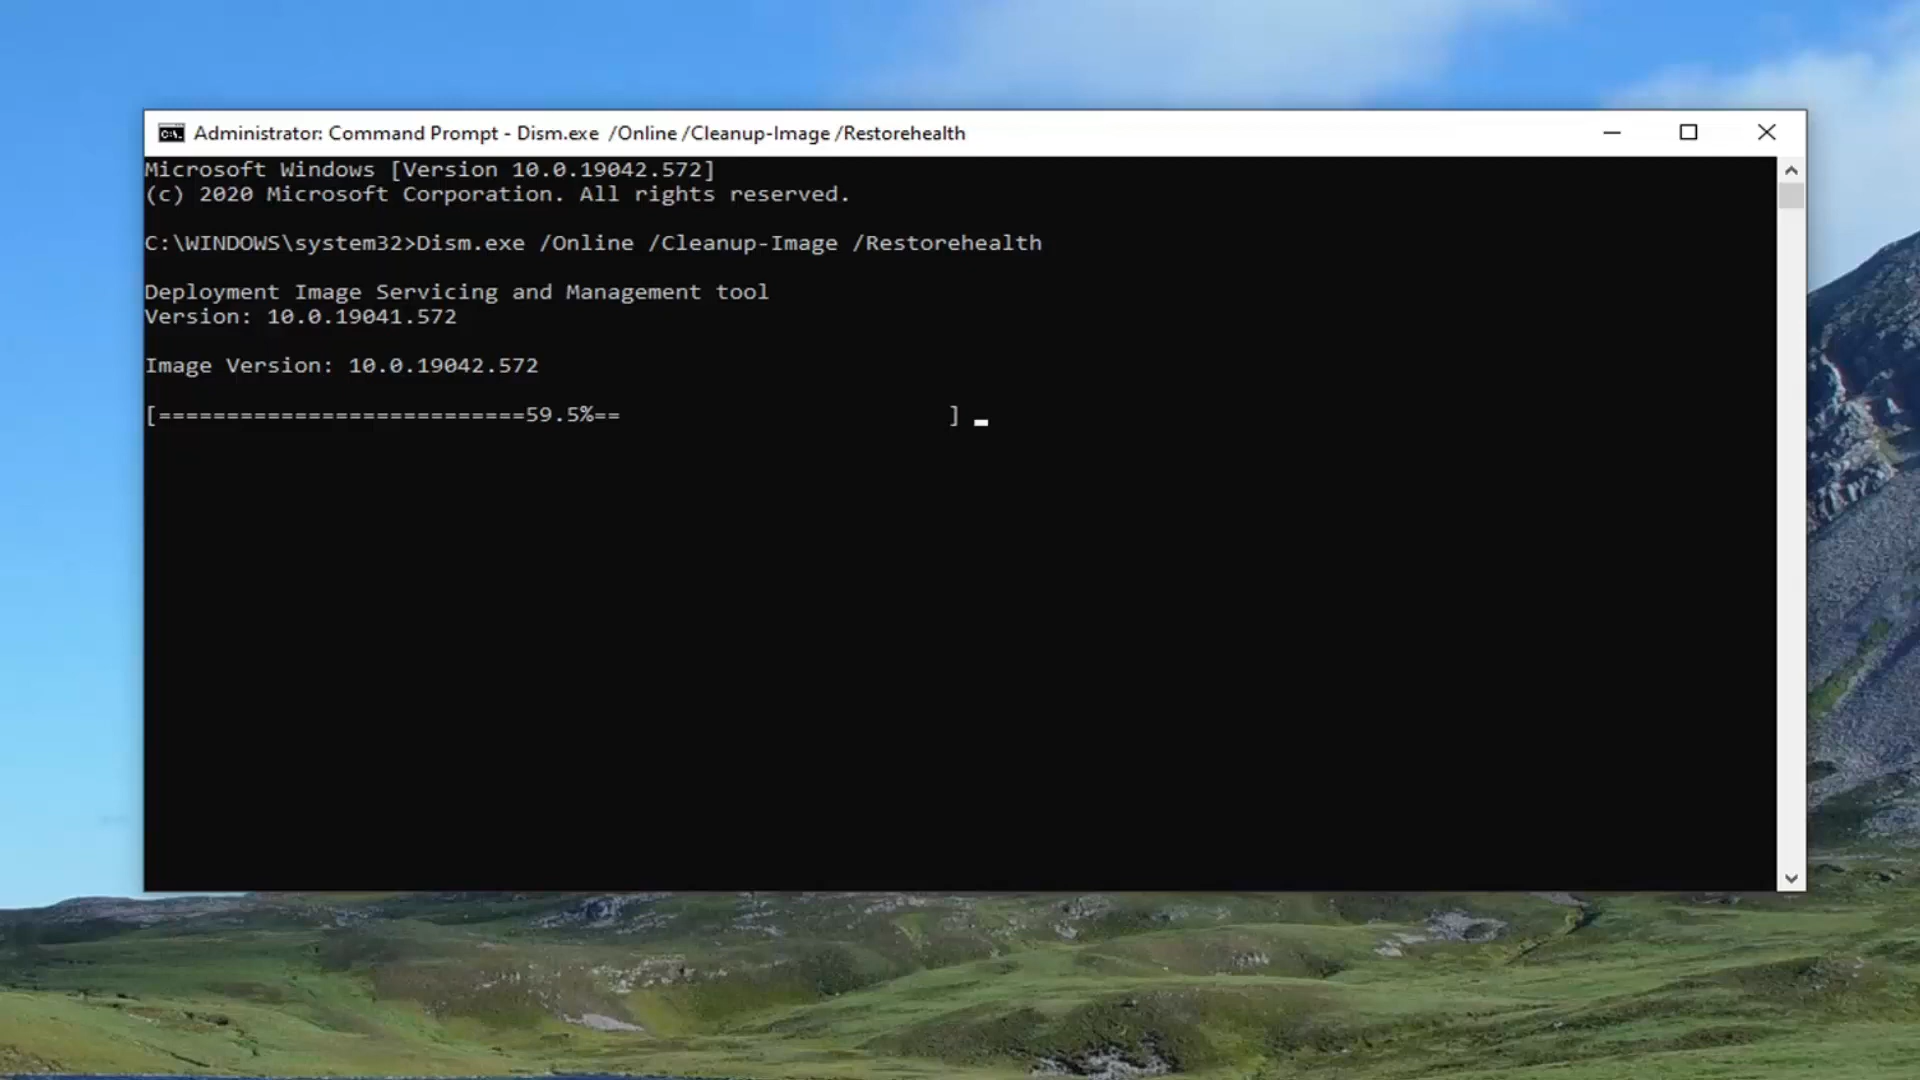 Administrator: Command Prompt - Dism.exe  /Online /Cleanup-Image /Restorehealth
Microsoft Windows [Version 10.0.19042.572]
(c) 2020 Microsoft Corporation. All rights reserved.
C:\WINDOWS\system32>Dism.exe /Online /Cleanup-Image /Restorehealth
Deployment Image Servicing and Management tool
Version: 10.0.19041.572
Image Version: 10.0.19042.572
[===========================59.5%==                        ] _